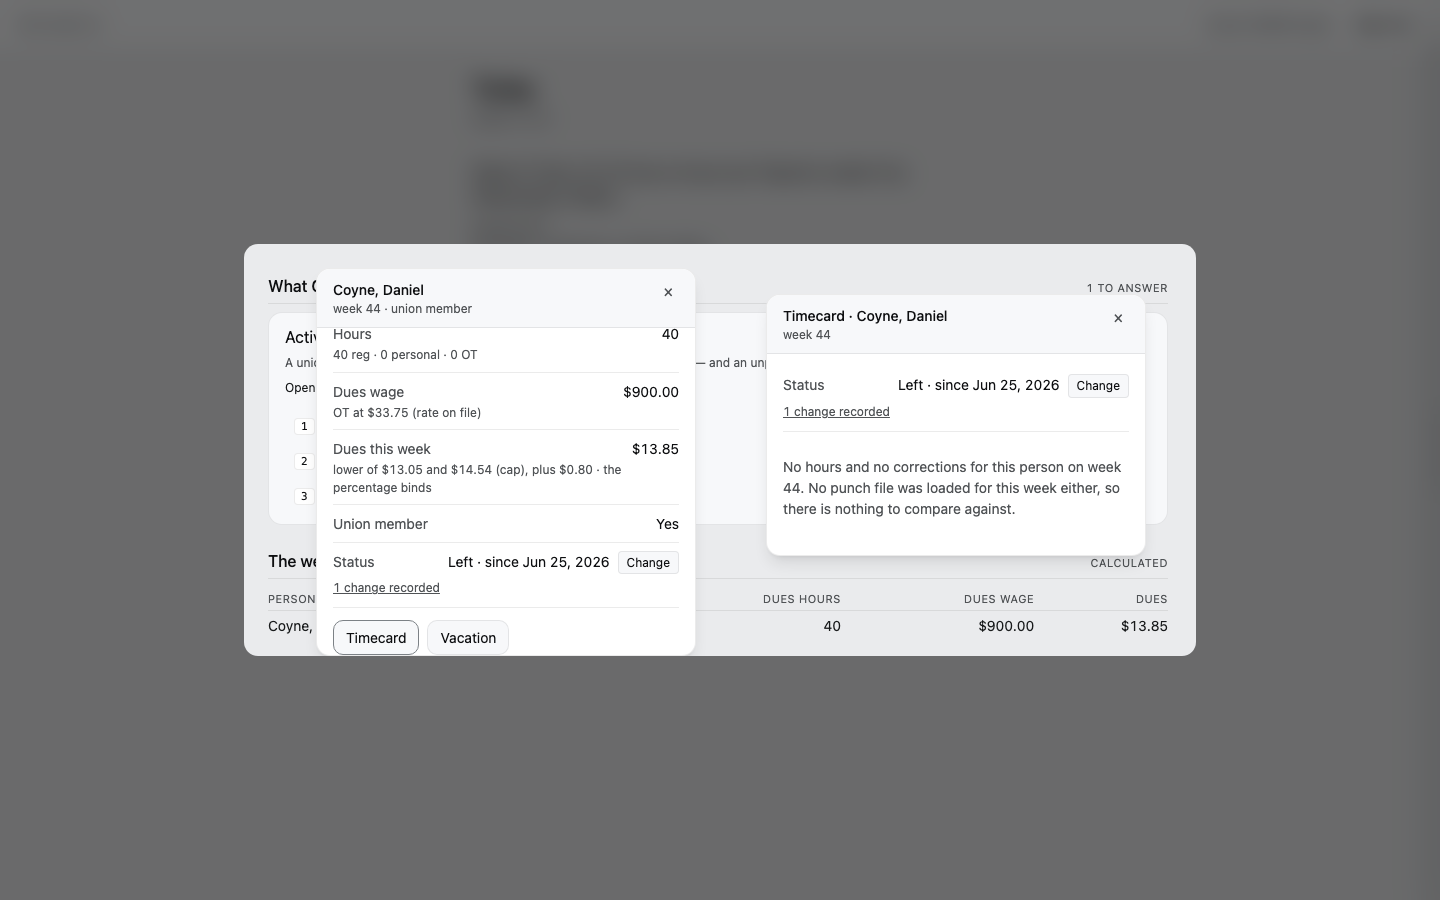 What
1 TO ANSWER
A
— and an
Open
1
2
3
Coyne, Daniel
×
week 44 · union member
Hours
40
40 reg · 0 personal · 0 OT
Dues wage
$900.00
OT at $33.75 (rate on file)
Dues this week
$13.85
lower of $13.05 and $14.54 (cap), plus $0.80 · the
percentage binds
Union member
Yes
Status
Left · since Jun 25, 2026
Change
1 change recorded
Timecard
Vacation
Timecard · Coyne, Daniel
×
week 44
Status
Left · since Jun 25, 2026
Change
1 change recorded
No hours and no corrections for this person on week
44. No punch file was loaded for this week either, so
there is nothing to compare against.
The
CALCULATED
PERSON
DUES HOURS
DUES WAGE
DUES
Coyne,
40
$900.00
$13.85